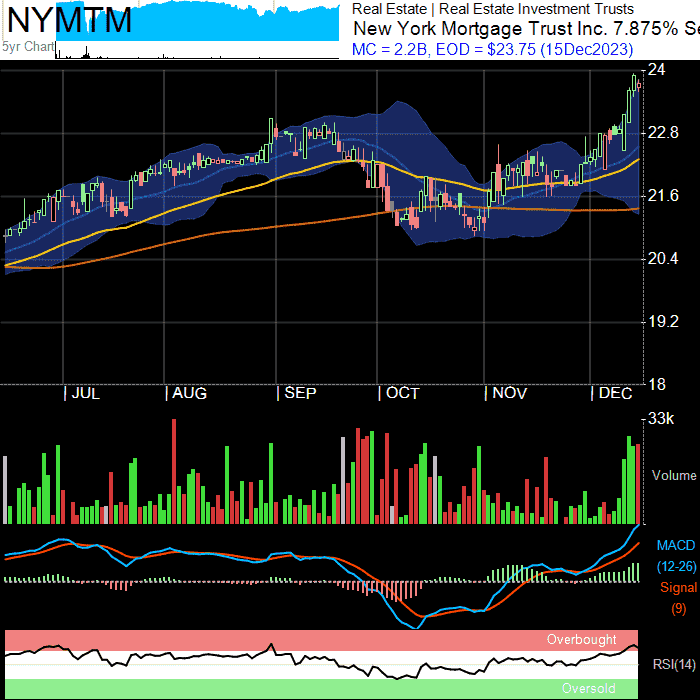 NYMTM
5yr Chart
Real Estate | Real Estate Investment Trusts
New York Mortgage Trust Inc. 7.875% Se
MC = 2.2B, EOD = $23.75 (15Dec2023)
24
22.8
21.6
20.4
19.2
18
JUL
AUG
SEP
OCT
NOV
DEC
33k
Volume
MACD
(12-26)
Signal
(9)
Overbought
RSI(14)
Oversold